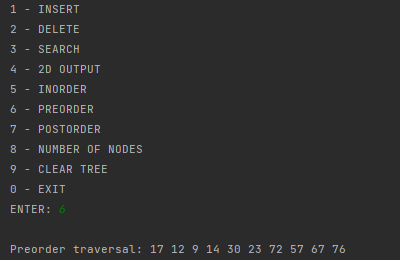 1 - INSERT
2 - DELETE
3 - SEARCH
4 - 2D OUTPUT
5 - INORDER
6 - PREORDER
7 - POSTORDER
8 - NUMBER OF NODES
9 - CLEAR TREE
0 - EXIT
ENTER: 6
Preorder traversal: 17 12 9 14 30 23 72 57 67 76